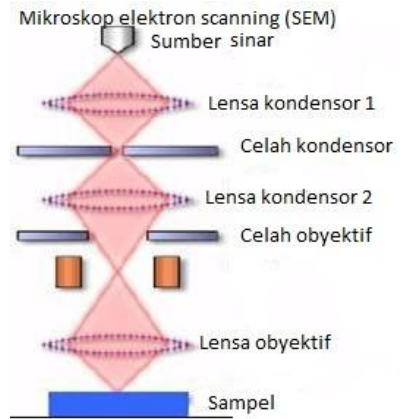 Mikroskop elektron scanning (SEM)
Sumber sinar
Lensa kondensor 1
Celah kondensor
Lensa kondensor 2
Celah obyektif
Lensa obyektif
Sampel